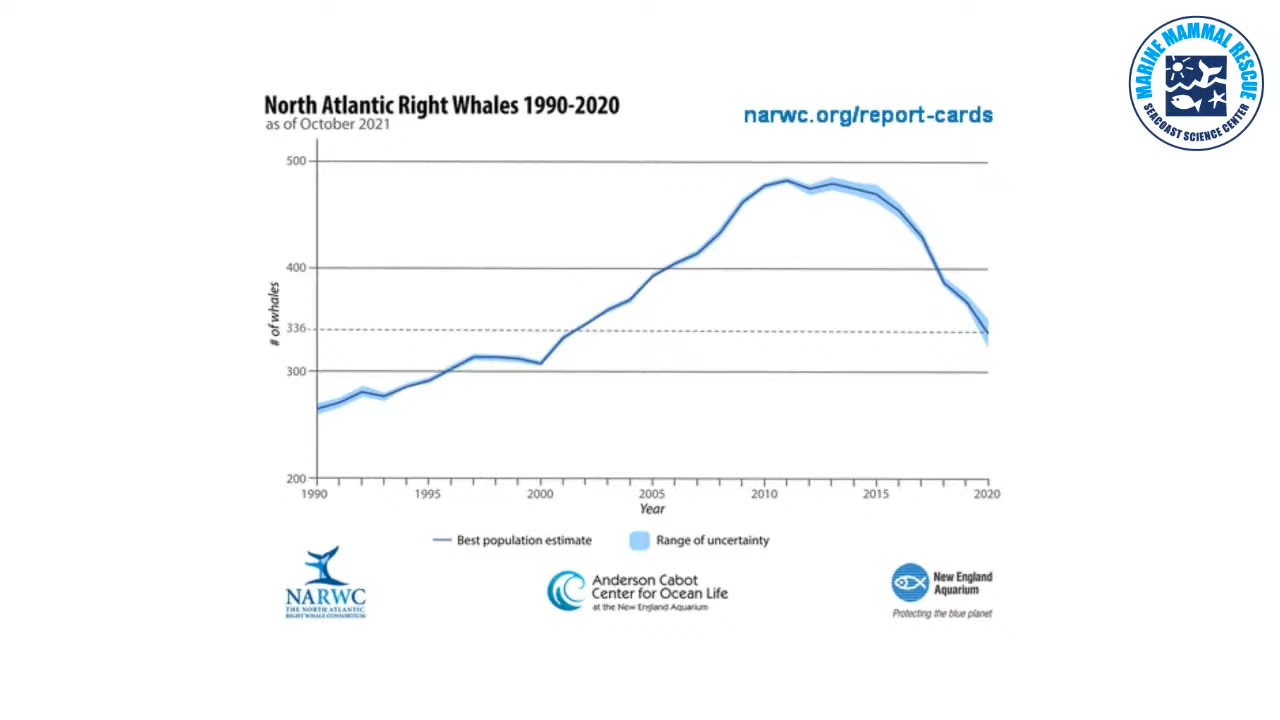 MARINE MAMMAL RESCUE
SEACOAST SCIENCE CENTER
North Atlantic Right Whales 1990-2020
as of October 2021
narwc.org/report-cards
500
400
336
300
200
# of whales
1990 1995 2000 2005 2010 2015 2020
Year
Best population estimate
Range of uncertainty
NARWC
THE NORTH ATLANTIC
RIGHT WHALE CONSORTIUM
Anderson Cabot
Center for Ocean Life
at the New England Aquarium
New England
Aquarium
Protecting the blue planet